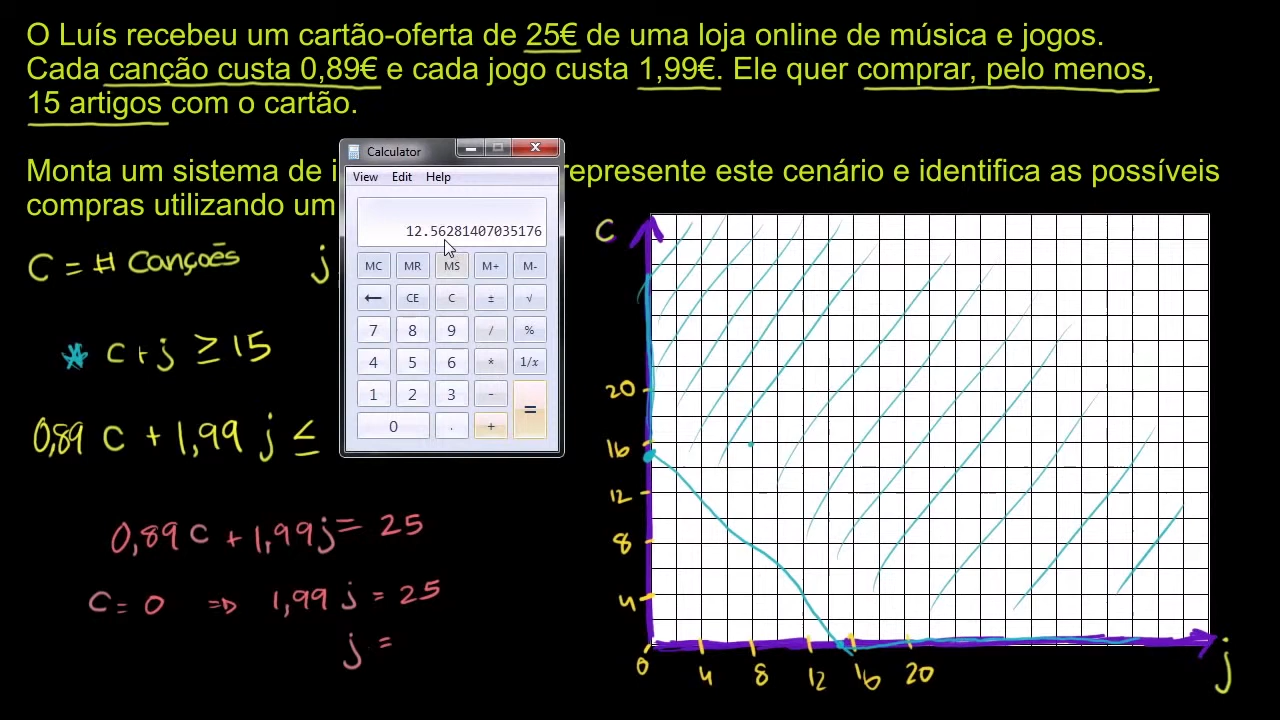 O Luís recebeu um cartão-oferta de 25€ de uma loja online de música e jogos.
Cada canção custa 0,89€ e cada jogo custa 1,99€. Ele quer comprar, pelo menos,
15 artigos com o cartão.
Monta um sistema de i represente este cenário e identifica as possíveis
compras utilizando um
Calculator
View Edit Help
12.56281407035176
MC MR MS M+ M-
← CE C ± √
7 8 9 / %
4 5 6 * 1/x
1 2 3 - =
0 . +
C = # Canções j
* C + j ≥ 15
0,89 C + 1,99 j ≤
0,89 C + 1,99 j = 25
C = 0 ⇒ 1,99 j = 25
j =
C
20
16
12
8
4
0 4 8 12 16 20
j